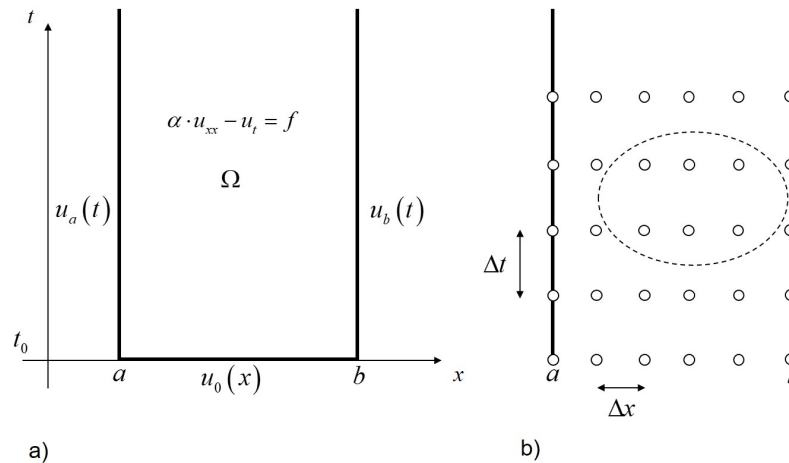 t
α · u_xx − u_t = f
Ω
u_a(t)
u_b(t)
t_0
a
u_0(x)
b
x
a)
Δt
a
Δx
b)